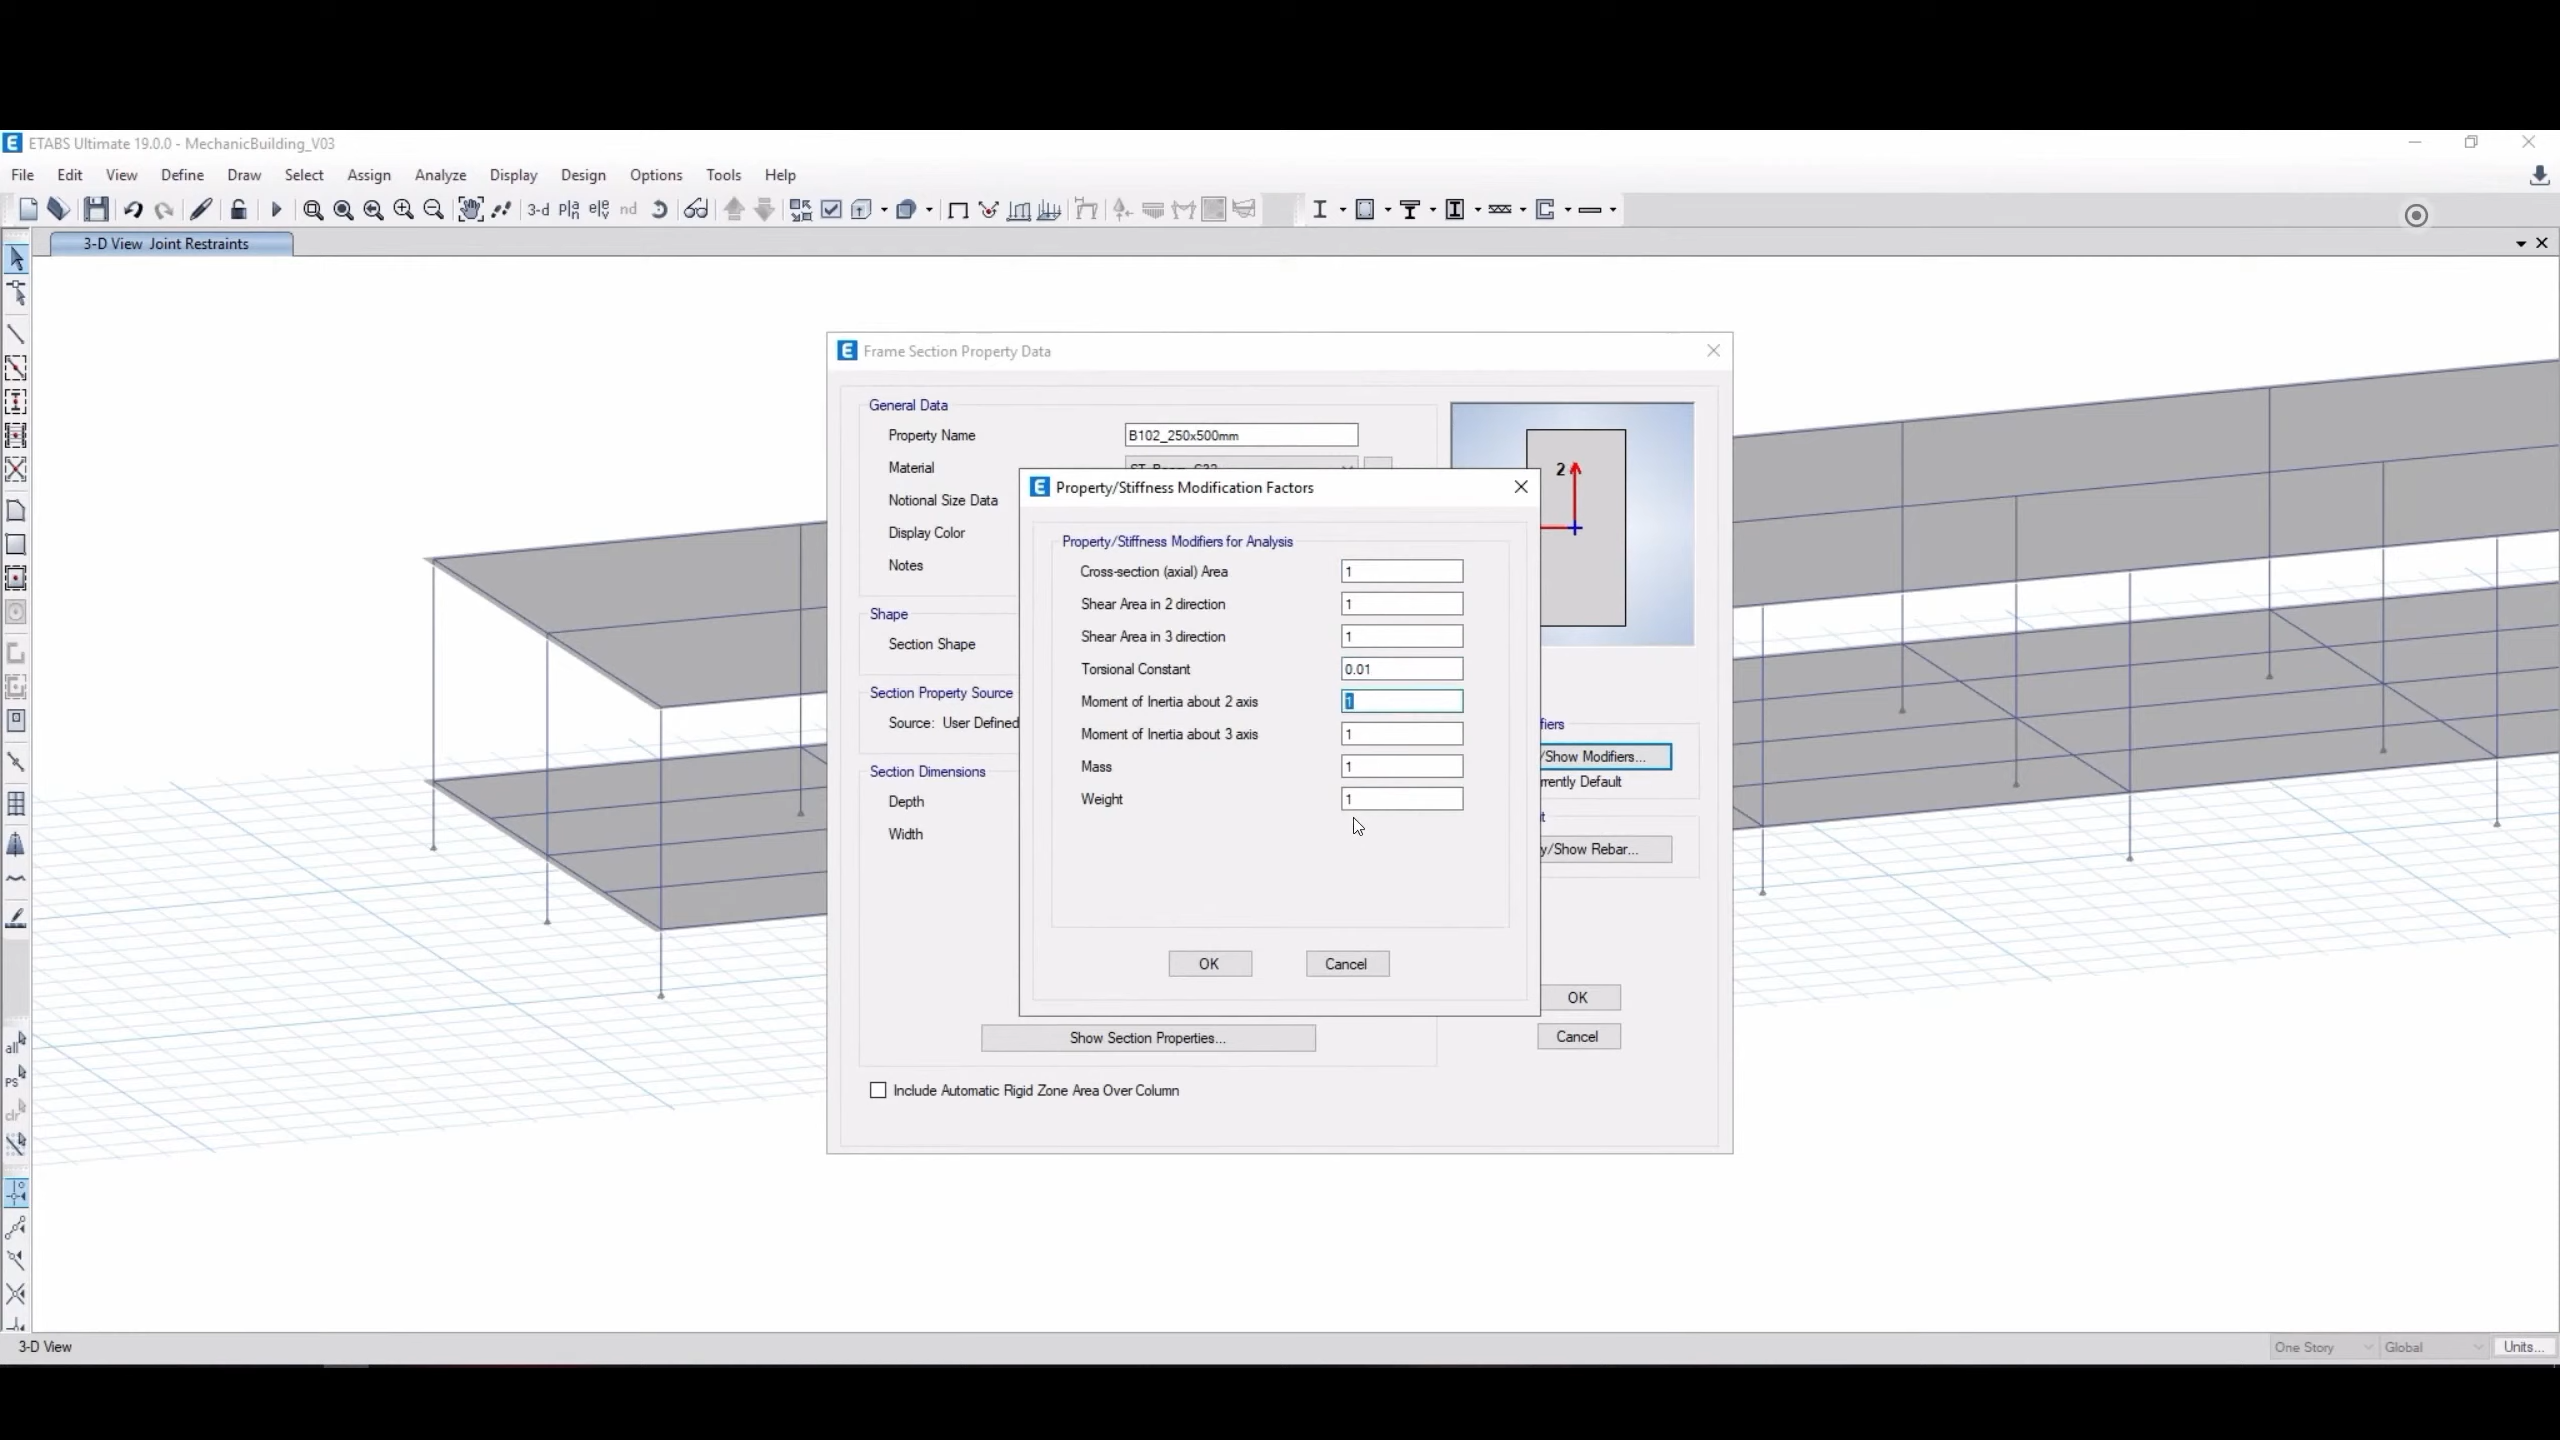 ETABS Ultimate 19.0.0 - MechanicBuilding_V03
File Edit View Define Draw Select Assign Analyze Display Design Options Tools Help
3-d
nd
3-D View Joint Restraints
Frame Section Property Data
General Data
Property Name B102_250x500mm
Material
Notional Size Data
Display Color
Notes
Shape
Section Shape
Section Property Source
Source: User Defined
Section Dimensions
Depth
Width
Show Section Properties...
Include Automatic Rigid Zone Area Over Column
2
/Show Modifiers...
y/Show Rebar...
OK
Cancel
Property/Stiffness Modification Factors
Property/Stiffness Modifiers for Analysis
Cross-section (axial) Area 1
Shear Area in 2 direction 1
Shear Area in 3 direction 1
Torsional Constant 0.01
Moment of Inertia about 2 axis 1
Moment of Inertia about 3 axis 1
Mass 1
Weight 1
OK Cancel
all
PS
dr
3-D View
One Story Global Units...